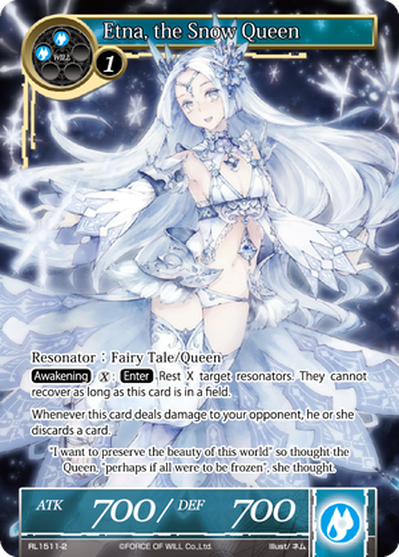 Etna, the Snow Queen
WILL
1
Resonator : Fairy Tale/Queen
Awakening X: Enter Rest X target resonators. They cannot
recover as long as this card is in a field.
Whenever this card deals damage to your opponent, he or she
discards a card.
"I want to preserve the beauty of this world" so thought the
Queen, "perhaps if all were to be frozen", she thought.
ATK 700 / DEF 700
RL1511-2 ©FORCE OF WILL Co.,Ltd. Illust/ ネム